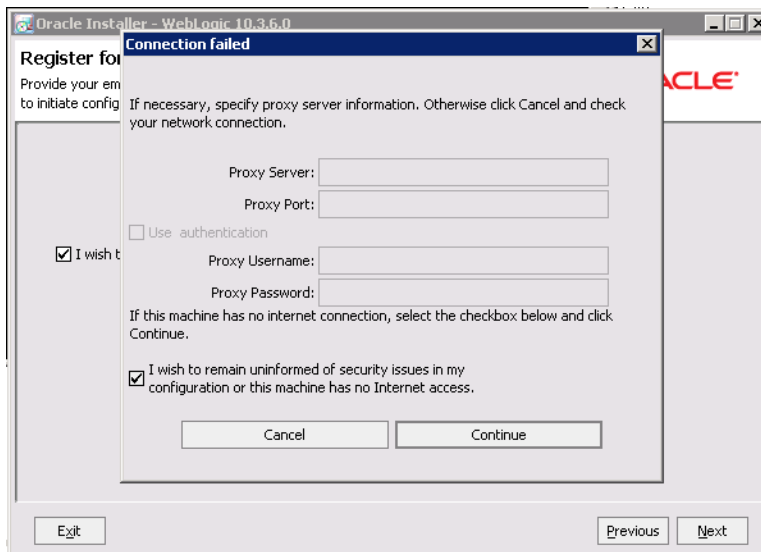 Oracle Installer - WebLogic 10.3.6.0
Connection failed
Register for
Provide your em
to initiate config
ACLE
If necessary, specify proxy server information. Otherwise click Cancel and check
your network connection.
Proxy Server:
Proxy Port:
Use authentication
I wish t
Proxy Username:
Proxy Password:
If this machine has no internet connection, select the checkbox below and click
Continue.
I wish to remain uninformed of security issues in my
configuration or this machine has no Internet access.
Cancel
Continue
Exit
Previous
Next